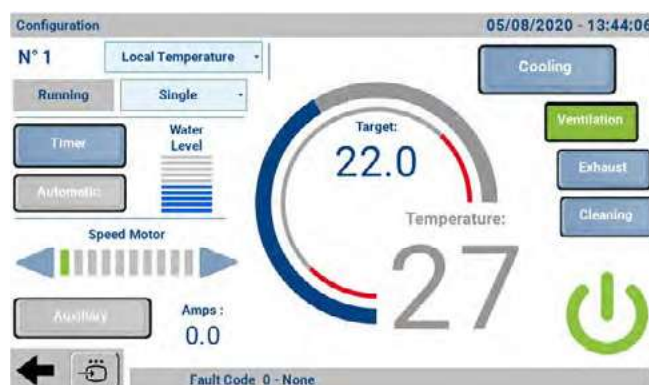 Configuration
05/08/2020 - 13:44:06
N° 1
Local Temperature
Running
Single
Timer
Water
Level
Automatic
Speed Motor
Auxiliary
Amps :
0.0
Target:
22.0
Temperature:
27
Cooling
Ventilation
Exhaust
Cleaning
Fault Code 0 - None